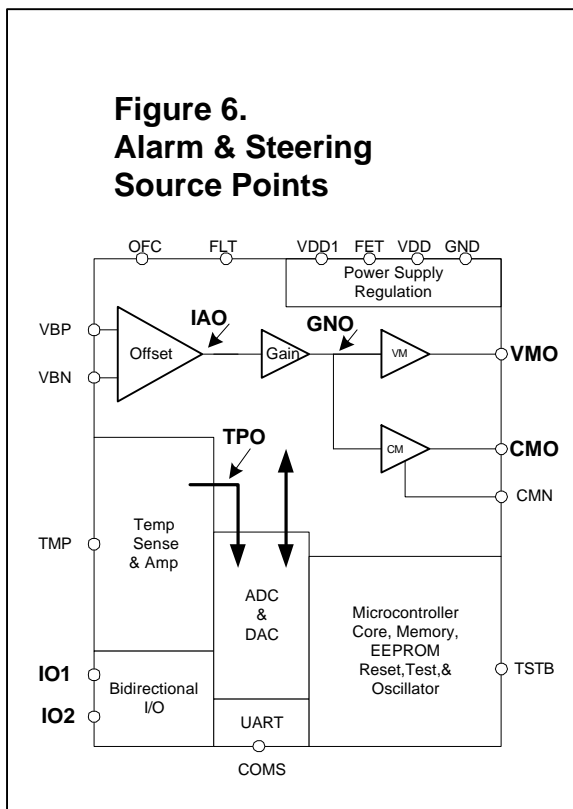 Figure 6.
Alarm & Steering
Source Points
OFC
FLT
VDD1
FET
VDD
GND
Power Supply
Regulation
VBP
VBN
Offset
IAO
Gain
GNO
VM
VMO
CM
CMO
CMN
TPO
TMP
Temp
Sense
& Amp
ADC
&
DAC
Microcontroller
Core, Memory,
EEPROM
Reset,Test,&
Oscillator
TSTB
IO1
IO2
Bidirectional
I/O
UART
COMS